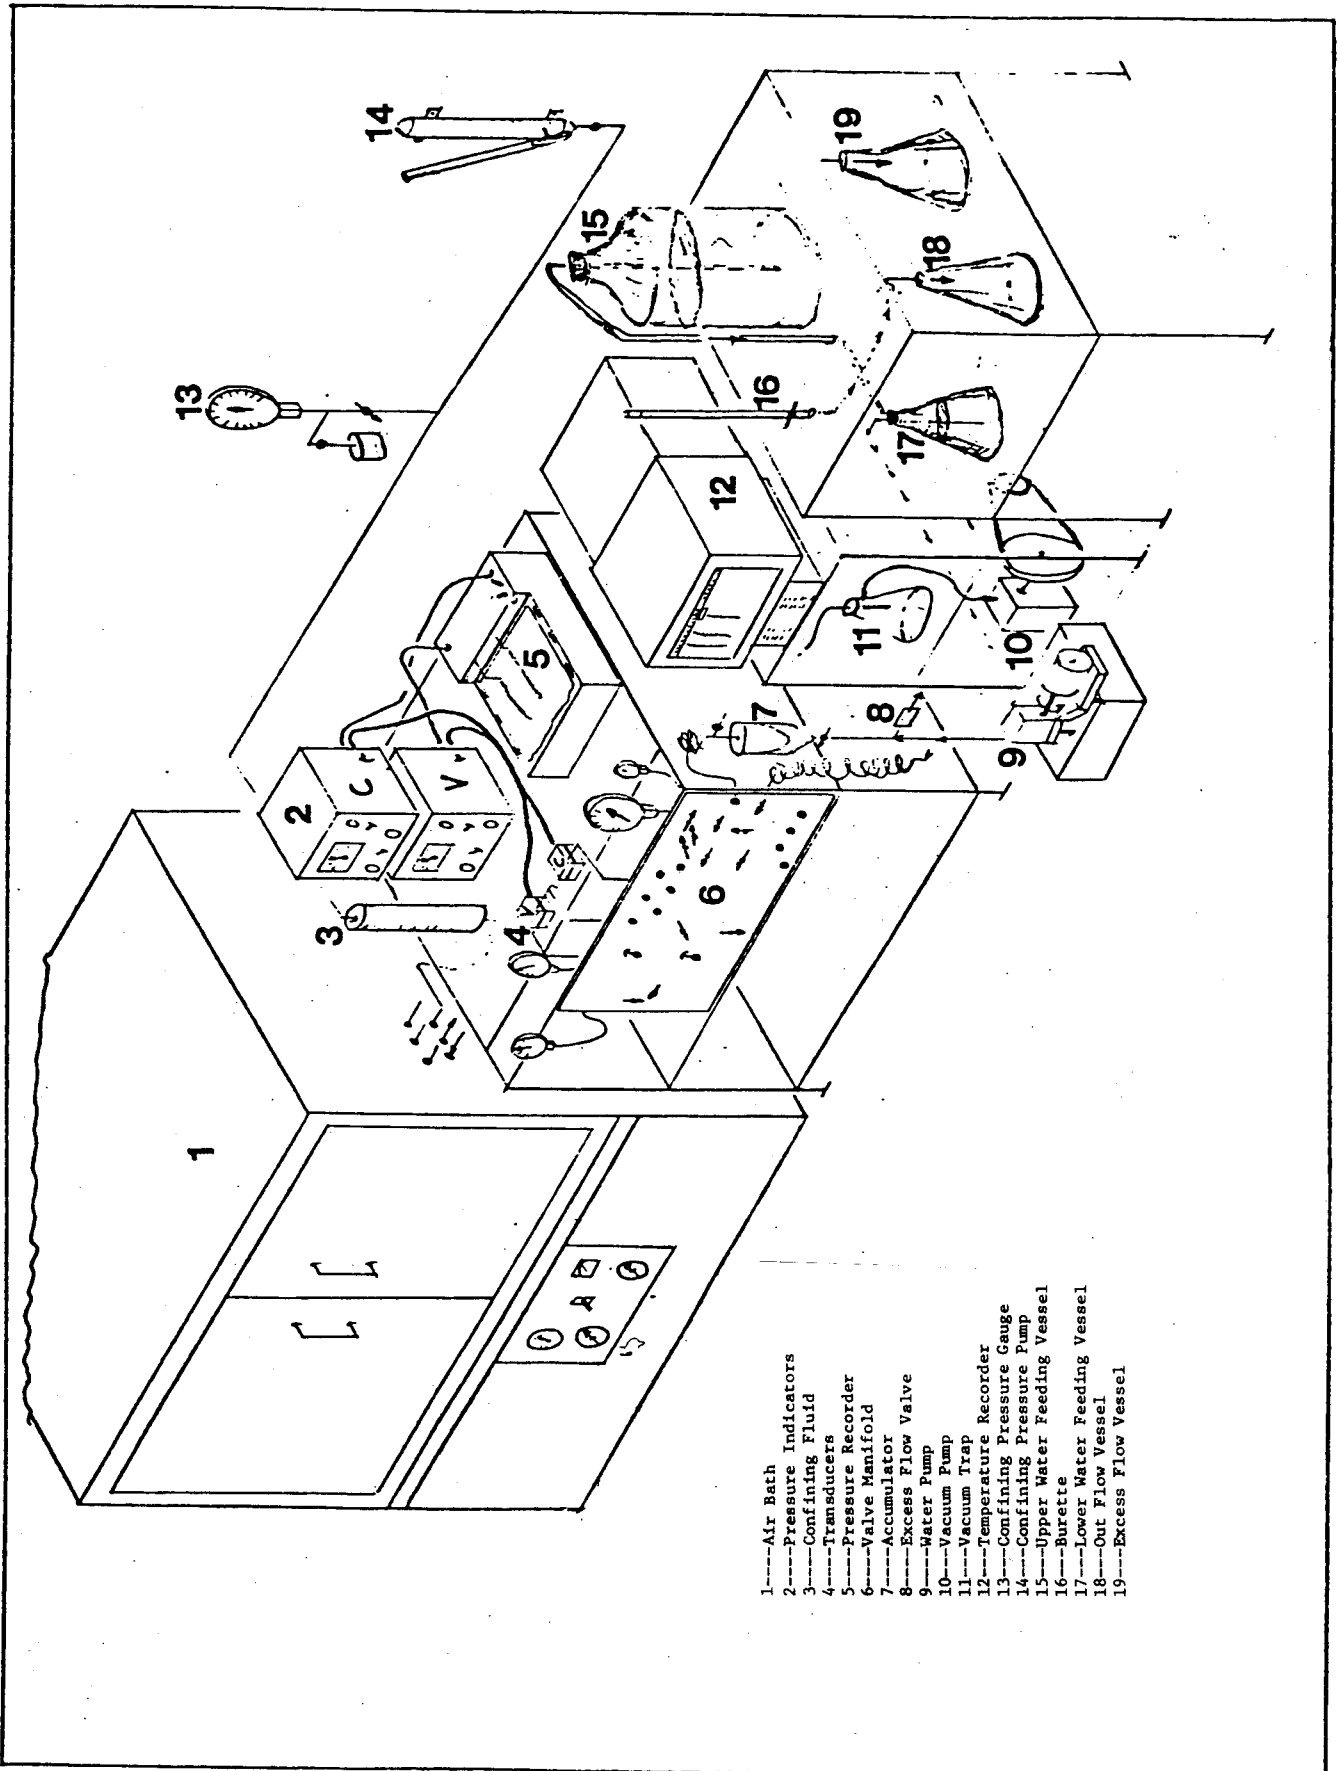 1----Air Bath
2----Pressure Indicators
3----Confining Fluid
4----Transducers
5----Pressure Recorder
6----Valve Manifold
7----Accumulator
8----Excess Flow Valve
9----Water Pump
10---Vacuum Pump
11---Vacuum Trap
12---Temperature Recorder
13---Confining Pressure Gauge
14---Confining Pressure Pump
15---Upper Water Feeding Vessel
16---Burette
17---Lower Water Feeding Vessel
18---Out Flow Vessel
19---Excess Flow Vessel
1
2
C
V
3
4
V
C
5
6
7
8
9
10
11
12
13
14
15
16
17
18
19